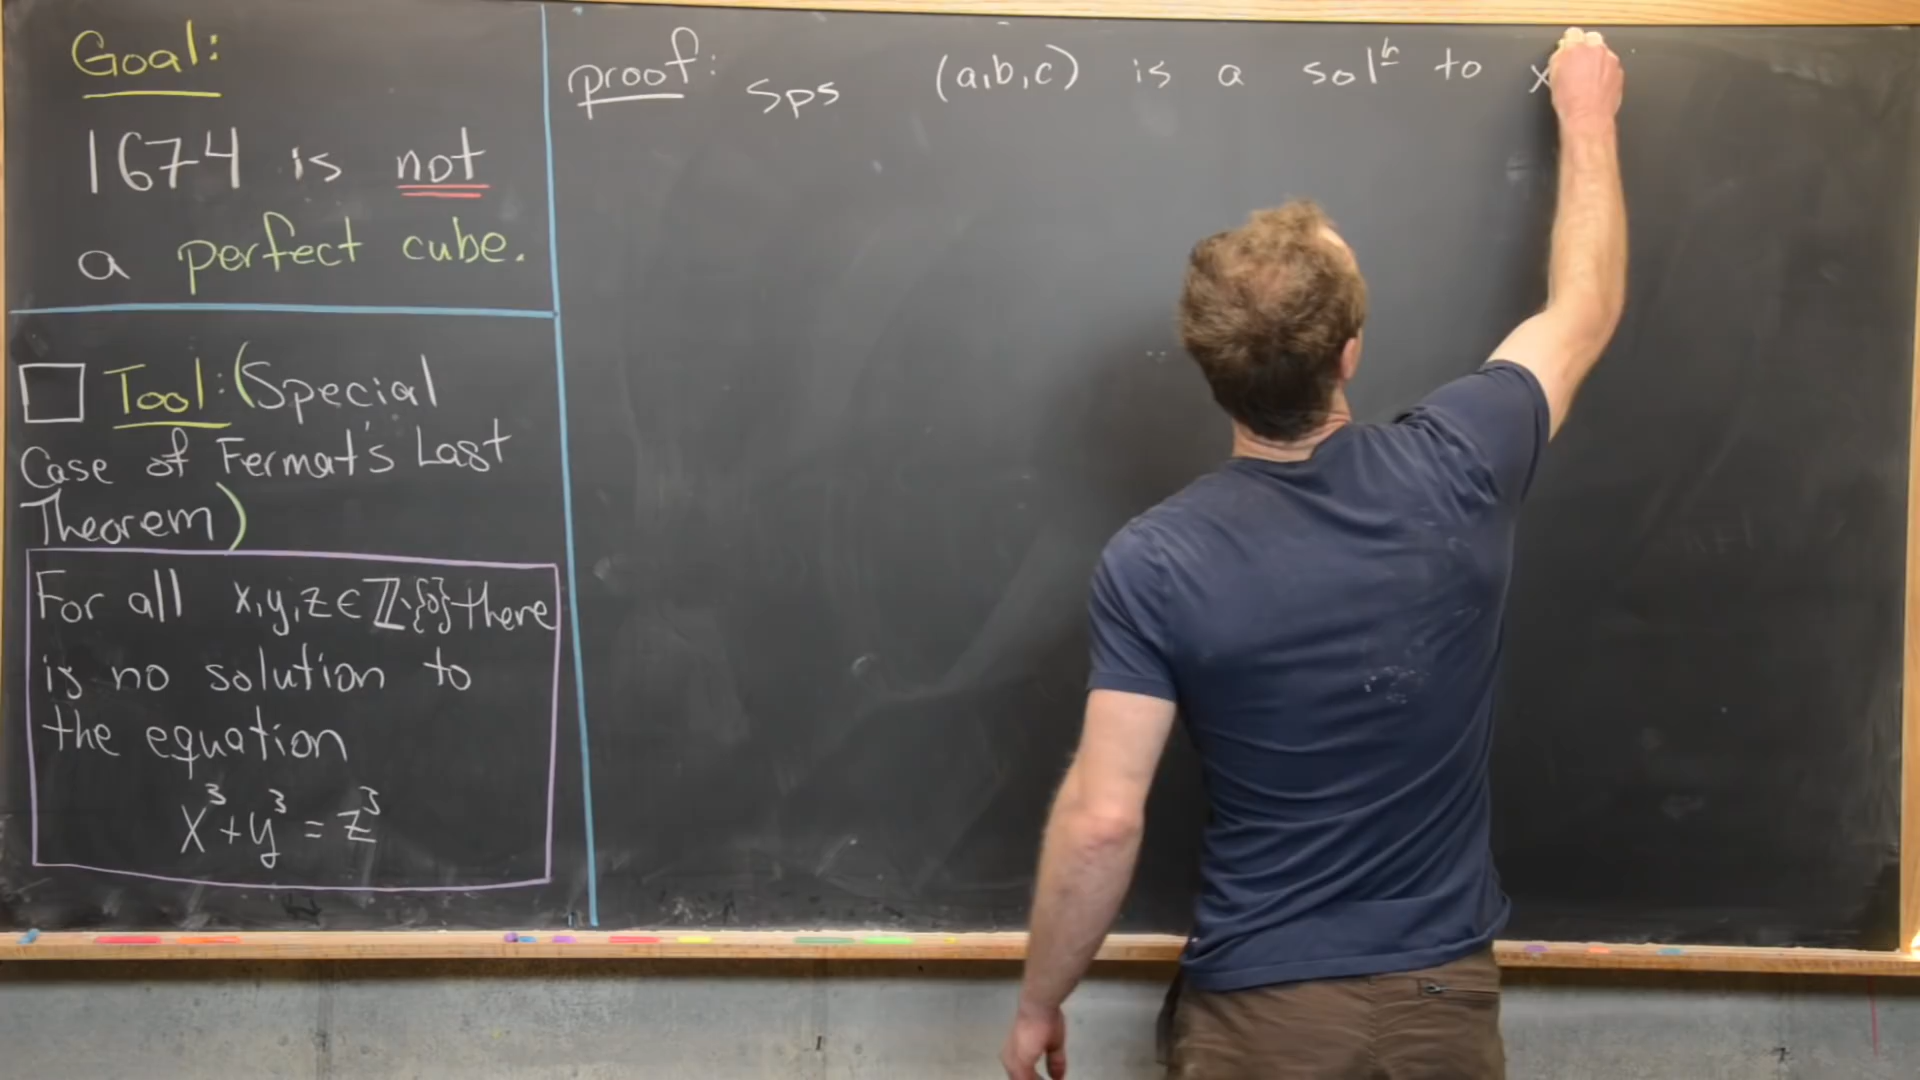 Goal:
1674 is not
a perfect cube.
Tool: (Special
Case of Fermat's Last
Theorem)
For all x,y,z ∈ ℤ\{0} there
is no solution to
the equation
x³+y³=z³
proof: Sps (a,b,c) is a solⁿ to x